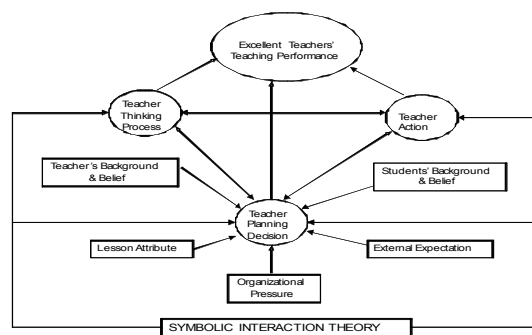 Excellent Teachers'
Teaching Performance
Teacher
Thinking
Process
Teacher
Action
Teacher's Background
& Belief
Students' Background
& Belief
Teacher
Planning
Decision
Lesson Attribute
External Expectation
Organizational
Pressure
SYMBOLIC INTERACTION THEORY